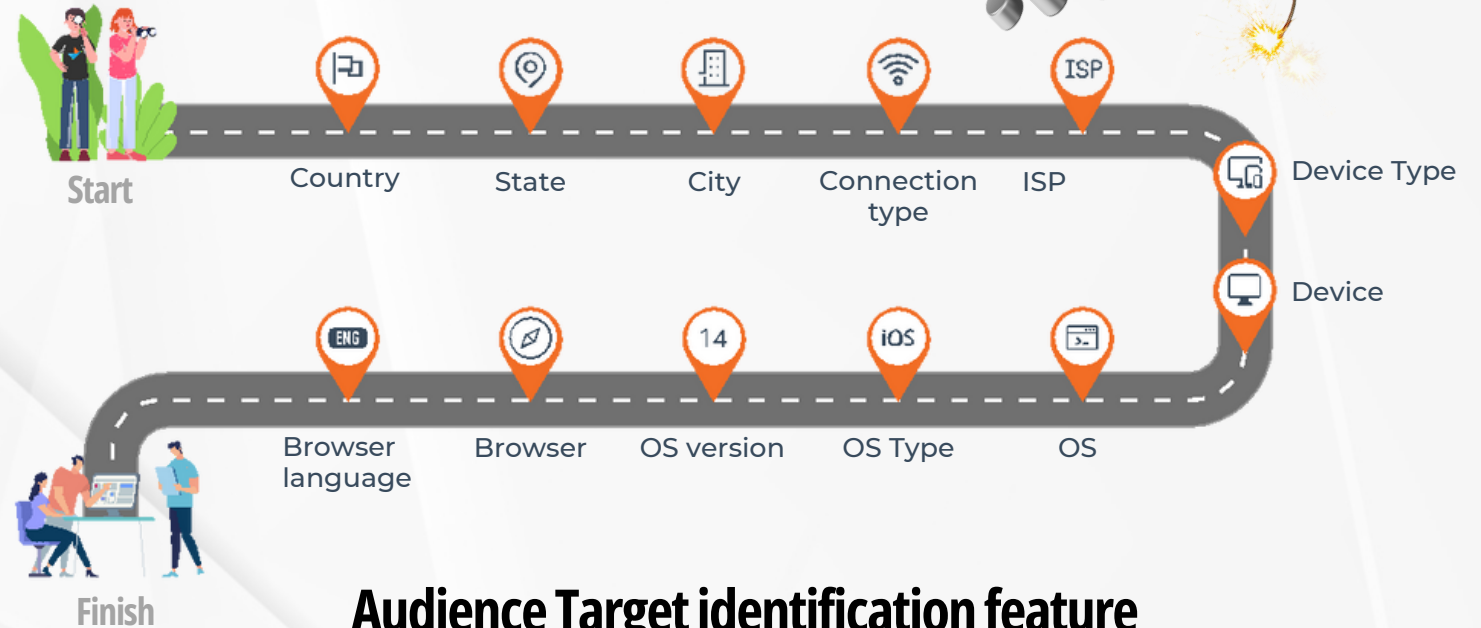 ISP
Start
Country
State
City
Connection
type
ISP
Device Type
Device
ENG
14
iOS
Browser
language
Browser
OS version
OS Type
OS
Finish
Audience Target identification feature